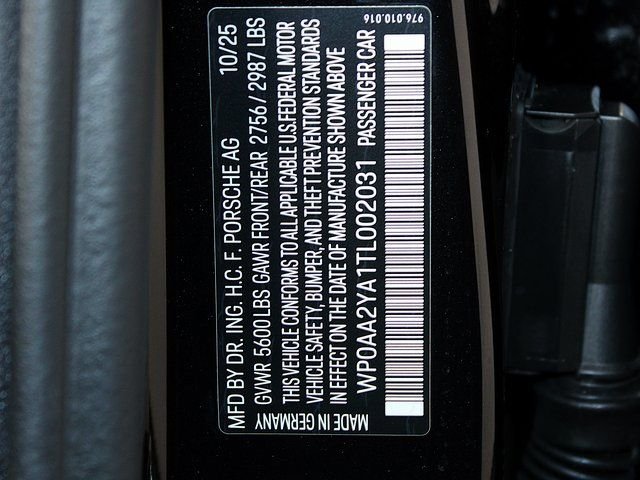 MFD BY DR. ING. H.C. F. PORSCHE AG 10/25
GVWR 5600 LBS GAWR FRONT/REAR 2756 / 2987 LBS
THIS VEHICLE CONFORMS TO ALL APPLICABLE U.S. FEDERAL MOTOR
VEHICLE SAFETY, BUMPER, AND THEFT PREVENTION STANDARDS
IN EFFECT ON THE DATE OF MANUFACTURE SHOWN ABOVE
WP0AA2YA1TL002031 PASSENGER CAR
MADE IN GERMANY
976.010.016